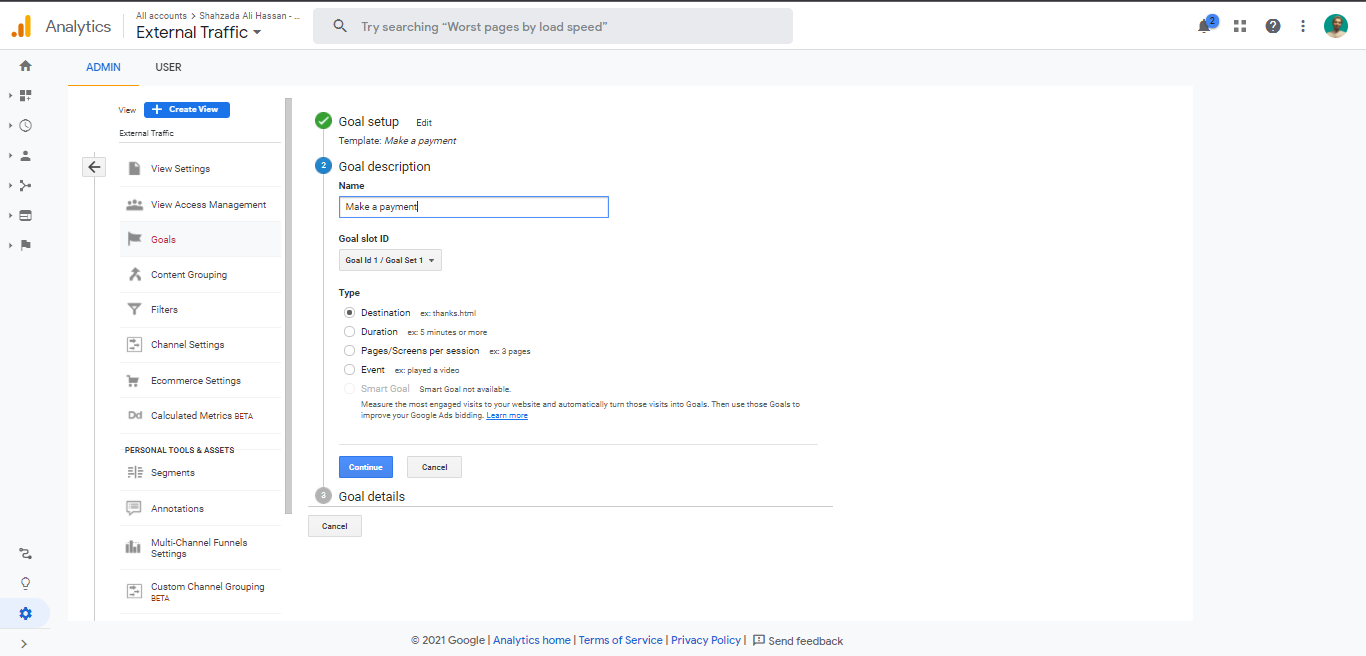 Analytics
All accounts > Shahzada Ali Hassan - ...
External Traffic
Try searching “Worst pages by load speed”
2
ADMIN
USER
View
Create View
External Traffic
View Settings
View Access Management
Goals
Content Grouping
Filters
Channel Settings
Ecommerce Settings
Dd Calculated Metrics BETA
PERSONAL TOOLS & ASSETS
Segments
Annotations
Multi-Channel Funnels
Settings
Custom Channel Grouping
BETA
Goal setup Edit
Template: Make a payment
2 Goal description
Name
Make a payment
Goal slot ID
Goal Id 1 / Goal Set 1
Type
Destination ex: thanks.html
Duration ex: 5 minutes or more
Pages/Screens per session ex: 3 pages
Event ex: played a video
Smart Goal Smart Goal not available.
Measure the most engaged visits to your website and automatically turn those visits into Goals. Then use those Goals to
improve your Google Ads bidding. Learn more
Continue Cancel
3 Goal details
Cancel
© 2021 Google | Analytics home | Terms of Service | Privacy Policy | Send feedback